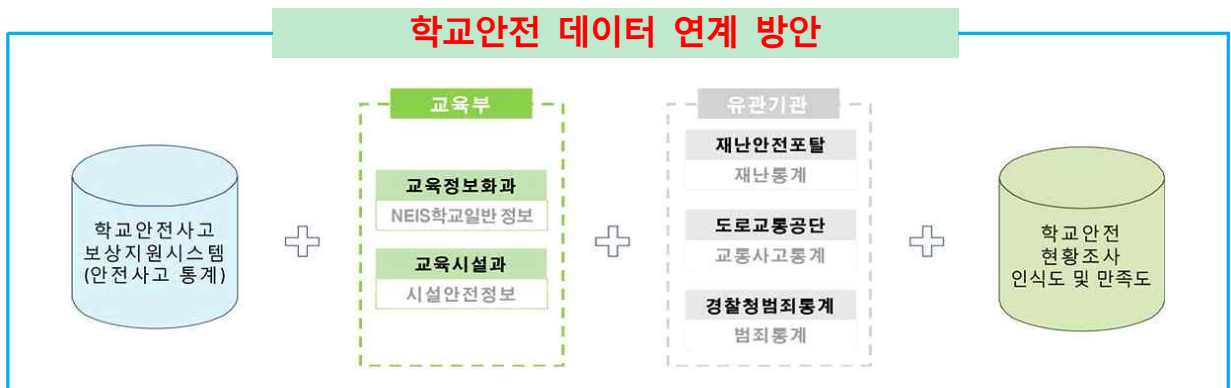 학교안전 데이터 연계 방안
학교안전사고
보상지원시스템
(안전사고 통계)
교육부
교육정보화과
NEIS학교일반 정보
교육시설과
시설안전정보
유관기관
재난안전포탈
재난통계
도로교통공단
교통사고통계
경찰청범죄통계
범죄통계
학교안전
현황조사
인식도 및 만족도